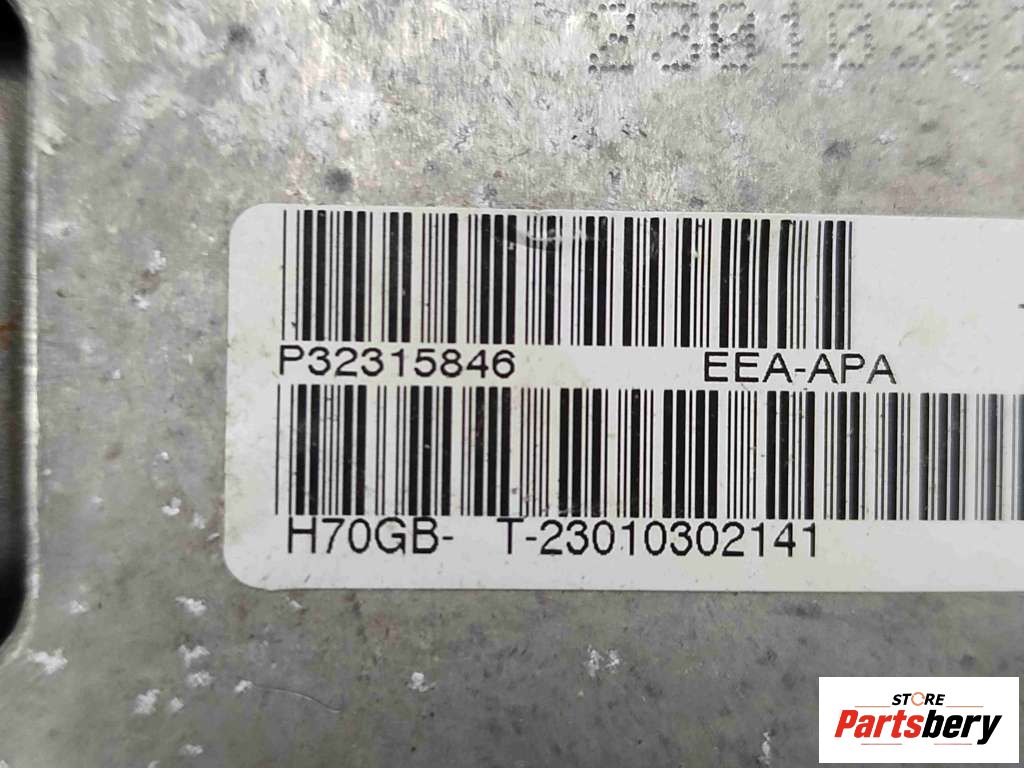 P32315846 EEA-APA
H70GB- T-23010302141
STORE
Partsbery